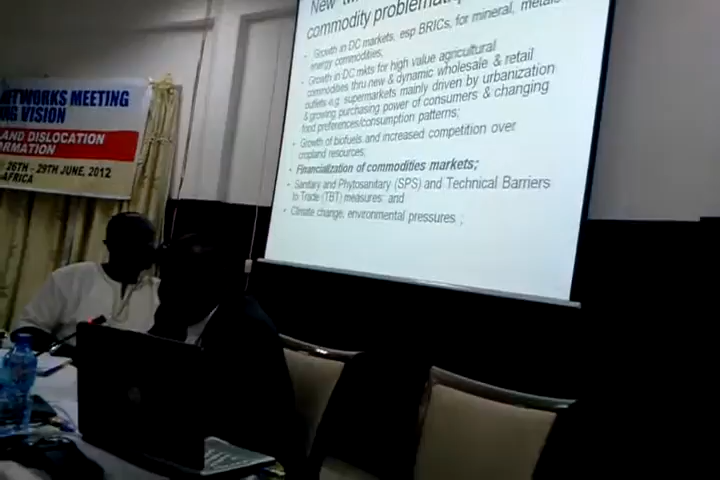 New
commodity problemat
- Growth in DC markets, esp BRICs, for mineral, metals
energy commodities,
- Growth in DC mkts for high value agricultural
commodities thru new & dynamic wholesale & retail
outlets e.g. supermarkets mainly driven by urbanization
& growing purchasing power of consumers & changing
food preferences/consumption patterns;
- Growth of biofuels and increased competition over
cropland resources;
- Financialization of commodities markets;
- Sanitary and Phytosanitary (SPS) and Technical Barriers
to Trade (TBT) measures and
- Climate change, environmental pressures ;
TWORKS MEETING
NG VISION
AND DISLOCATION
RMATION
26TH - 29TH JUNE, 2012
AFRICA